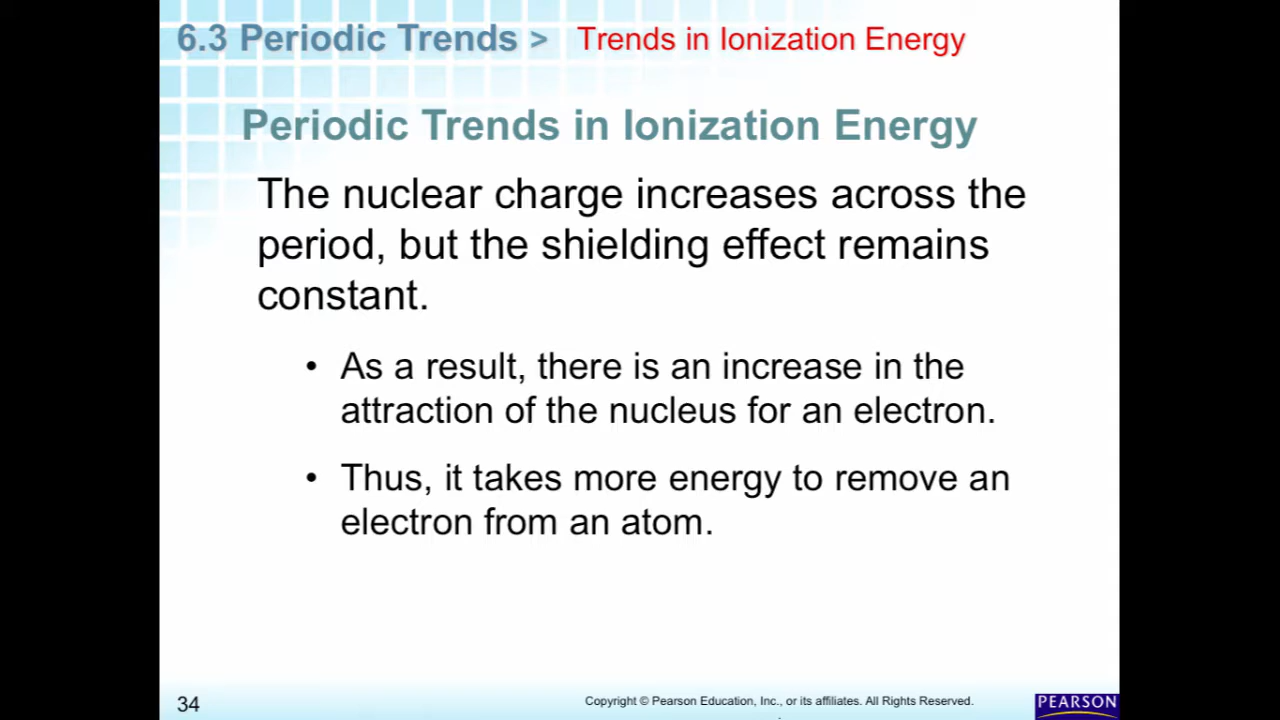 6.3 Periodic Trends > Trends in Ionization Energy
Periodic Trends in Ionization Energy
The nuclear charge increases across the
period, but the shielding effect remains
constant.
• As a result, there is an increase in the
attraction of the nucleus for an electron.
• Thus, it takes more energy to remove an
electron from an atom.
34
Copyright © Pearson Education, Inc., or its affiliates. All Rights Reserved.
PEARSON